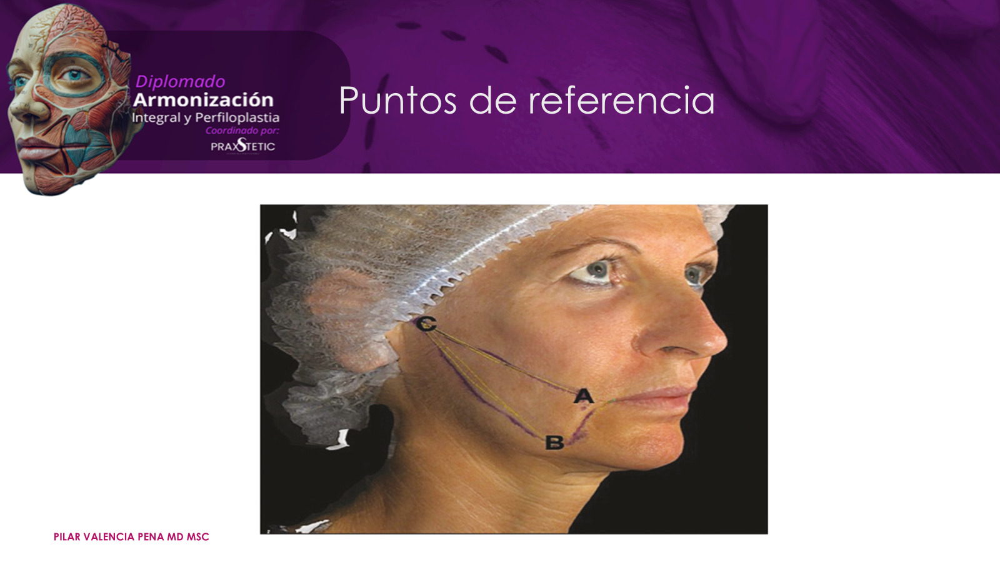 Diplomado
Armonización
Integral y Perfiloplastia
Coordinado por:
PRAXSTETIC
Puntos de referencia
C
A
B
PILAR VALENCIA PENA MD MSC